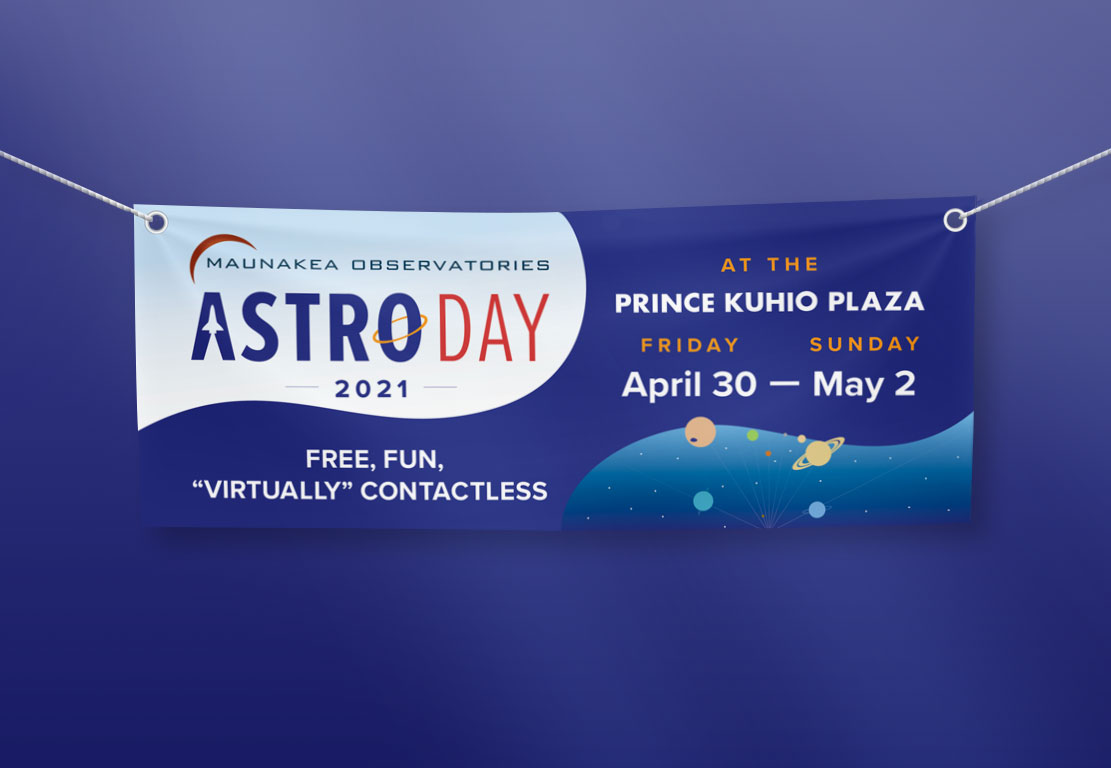 MAUNAKEA OBSERVATORIES
ASTRODAY
2021
FREE, FUN,
“VIRTUALLY” CONTACTLESS
AT THE
PRINCE KUHIO PLAZA
FRIDAY SUNDAY
April 30 — May 2